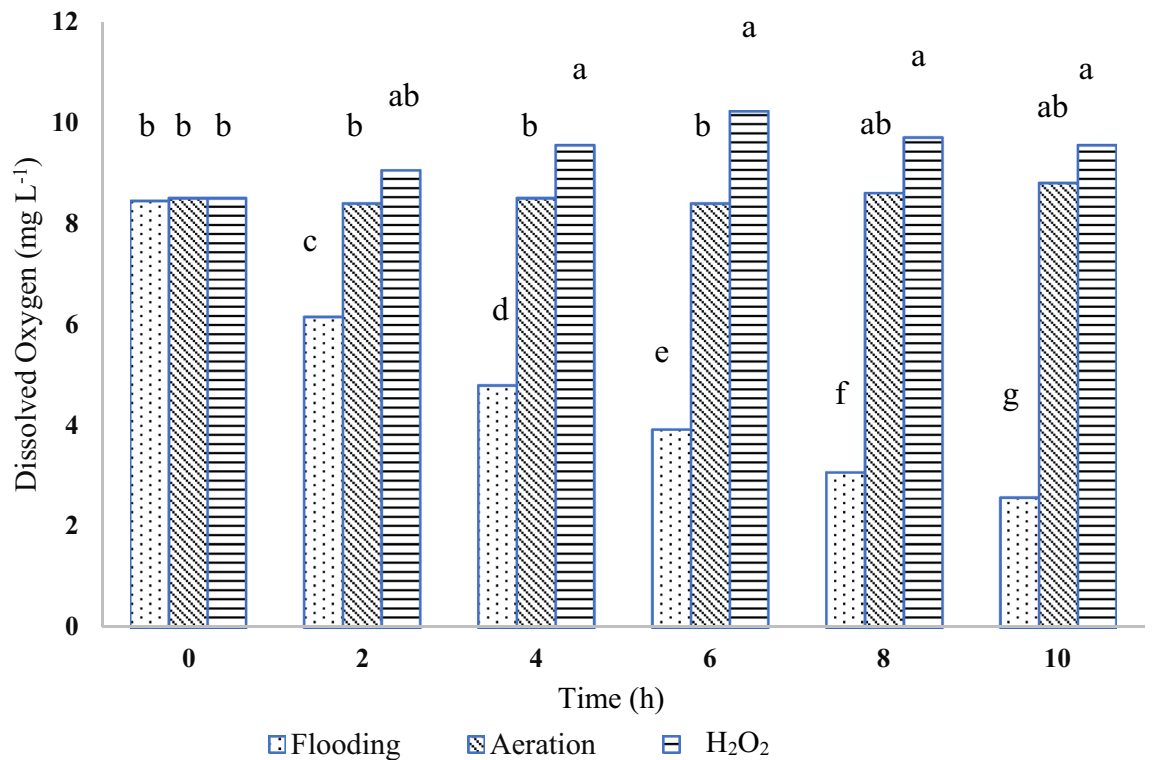 12
a
a
a
ab
ab
ab
b b b
b
b
b
10
8
c
6
d
e
f
g
4
2
0
Dissolved Oxygen (mg L⁻¹)
0 2 4 6 8 10
Time (h)
Flooding Aeration H₂O₂